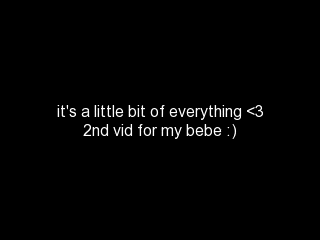 it's a little bit of everything <3
2nd vid for my bebe :)